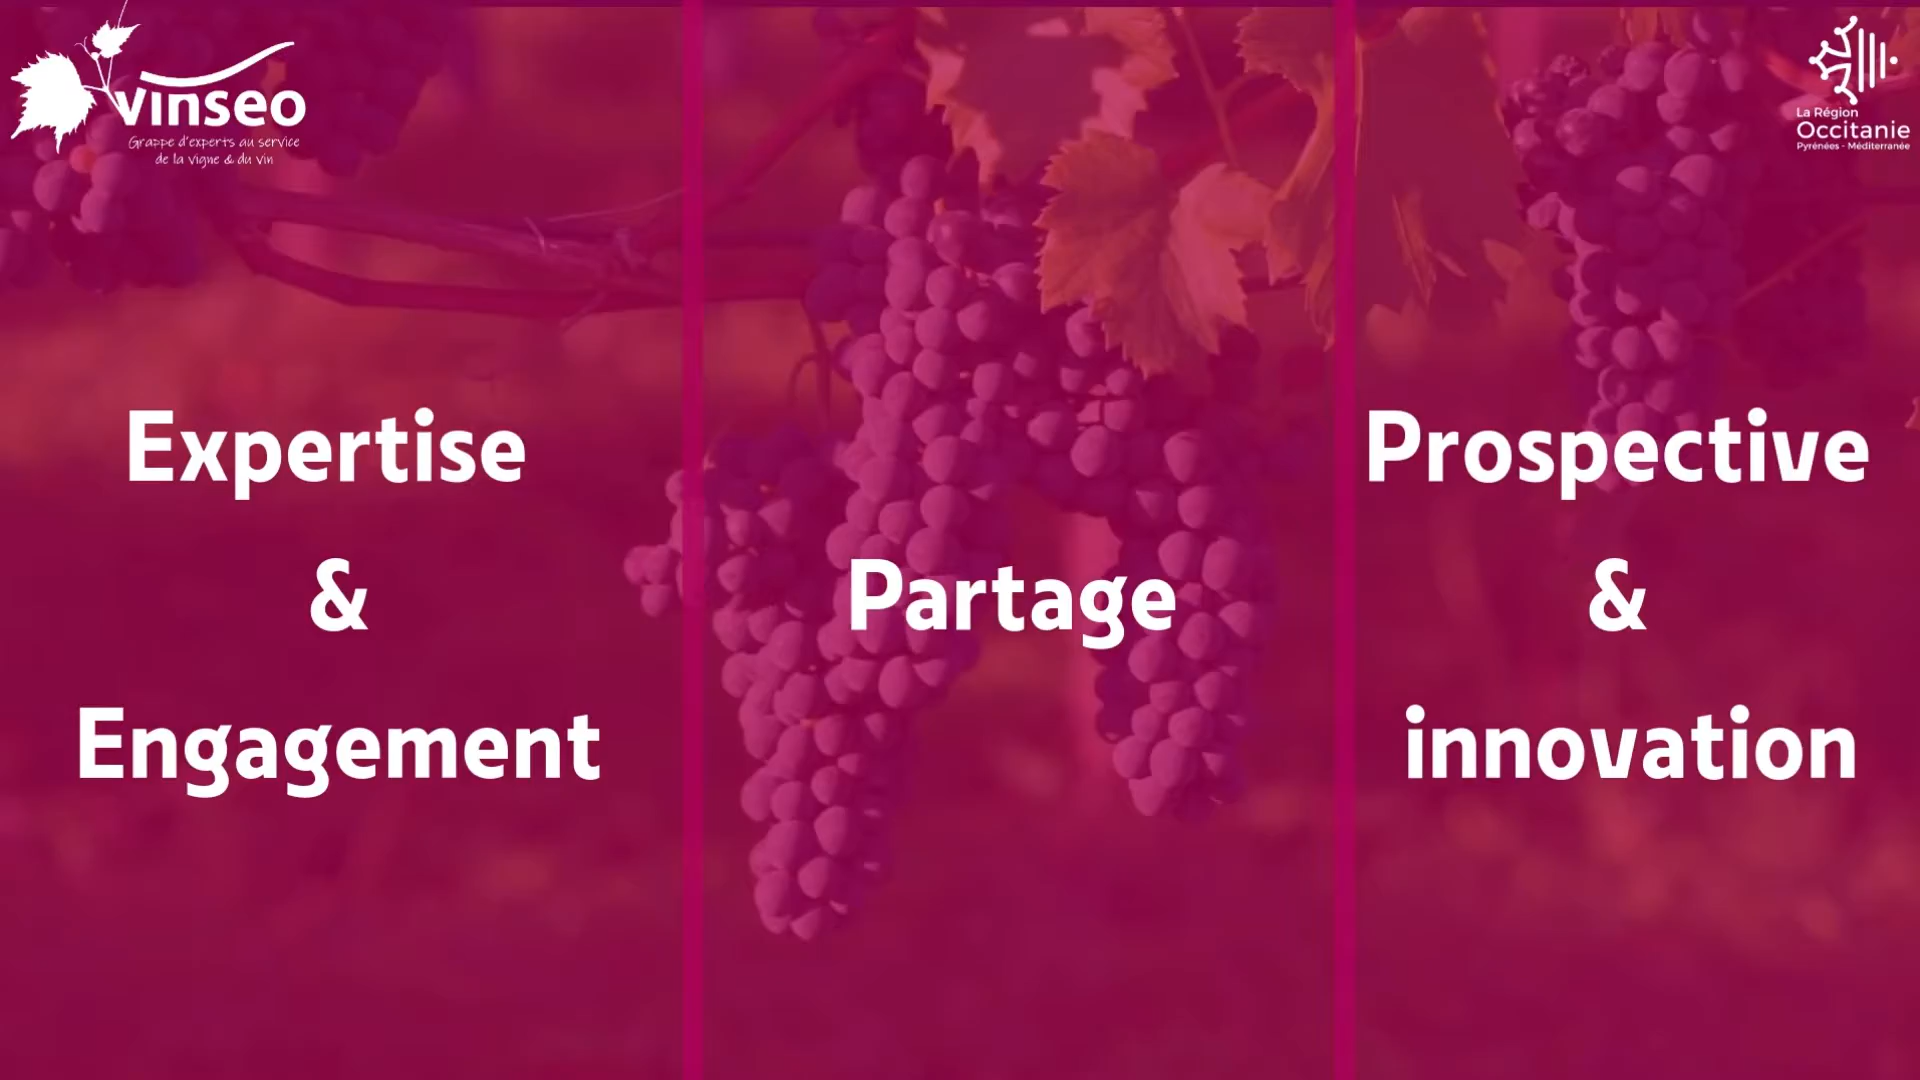 vinseo
Grappe d'experts au service
de la vigne & du vin
La Région
Occitanie
Pyrénées - Méditerranée
Expertise
&
Engagement
Partage
Prospective
&
innovation